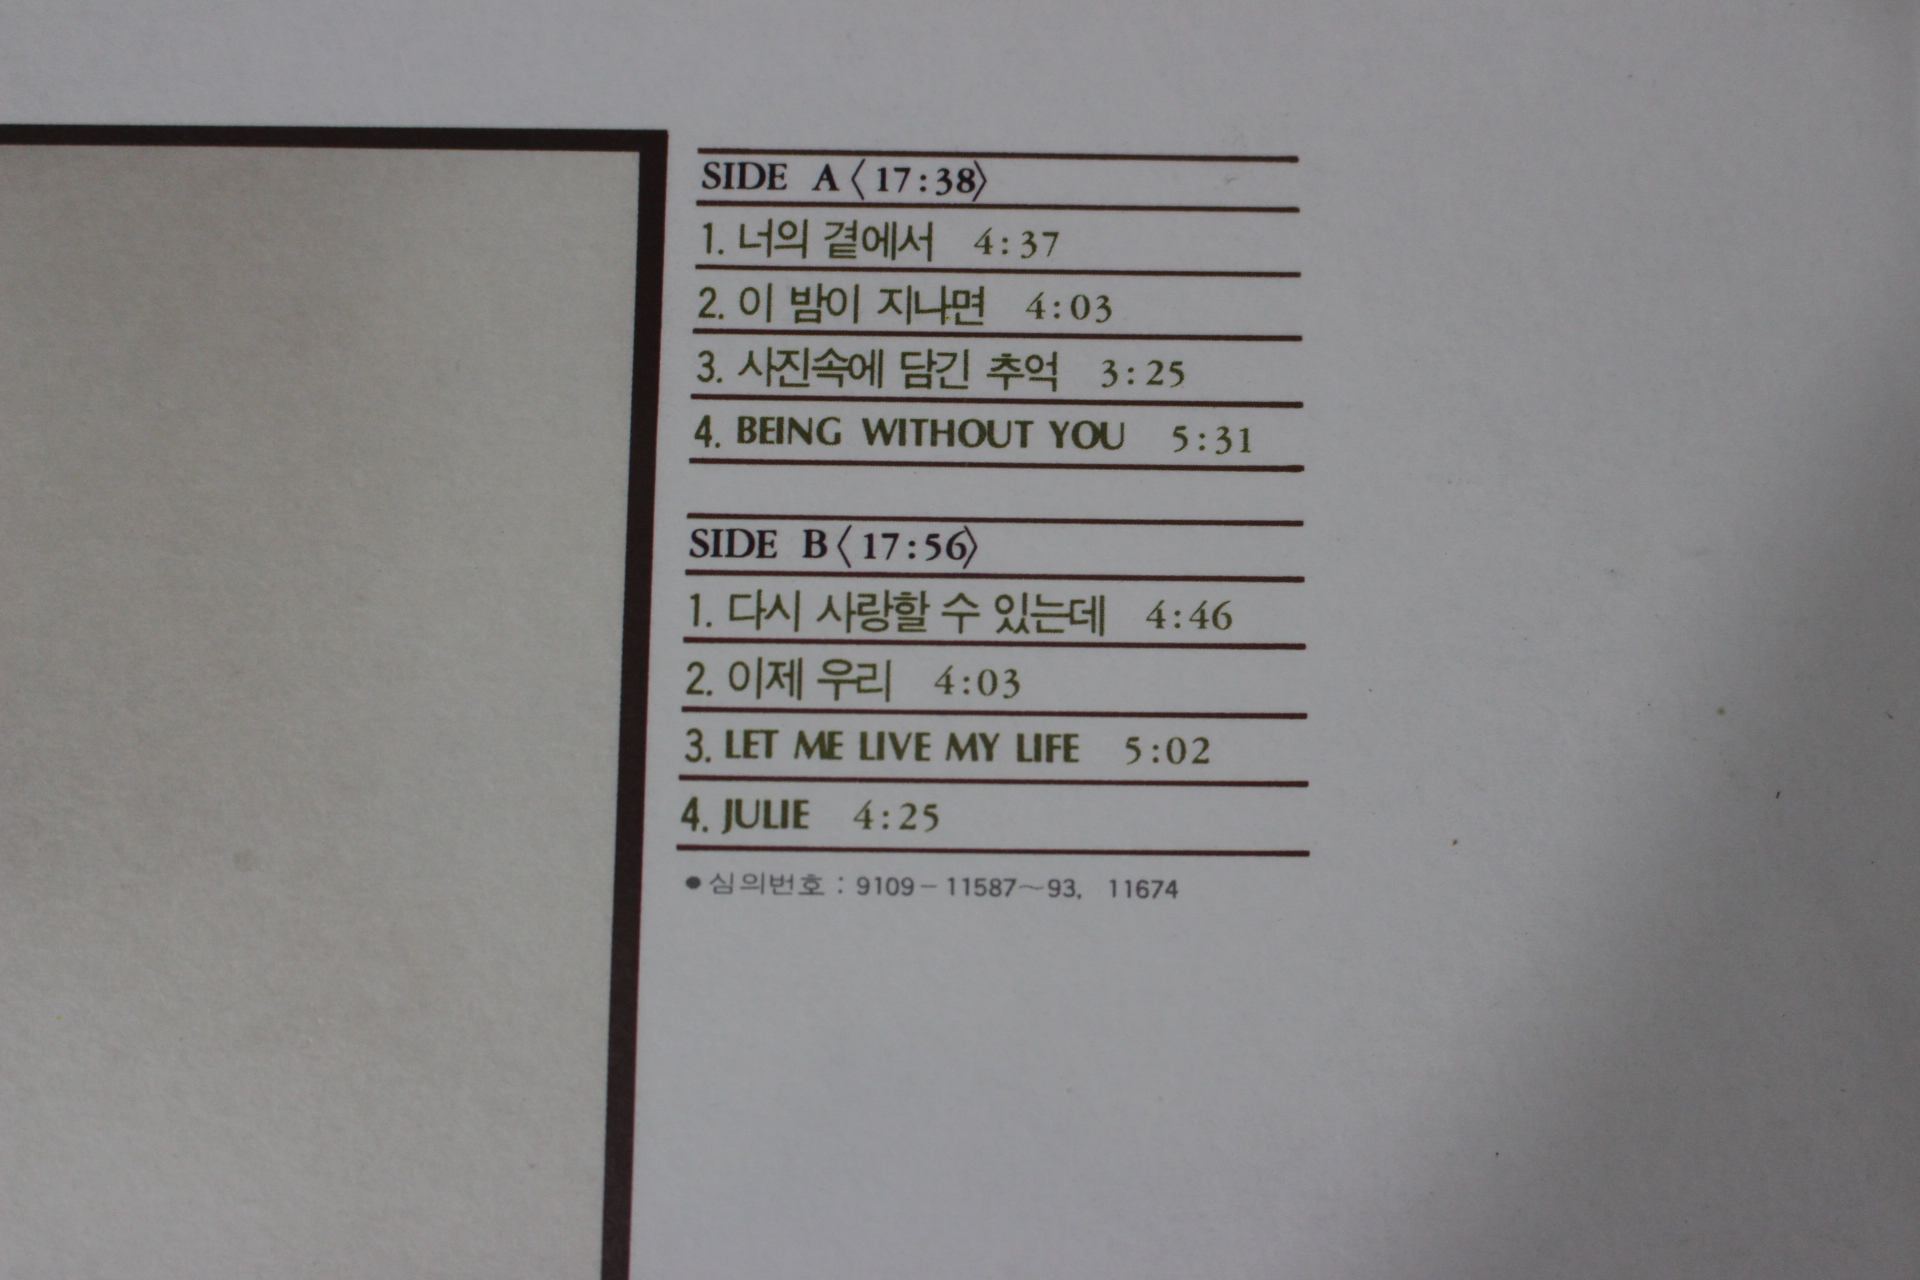 SIDE A〈17:38〉
1. 너의 곁에서 4:37
2. 이 밤이 지나면 4:03
3. 사진속에 담긴 추억 3:25
4. BEING WITHOUT YOU 5:31
SIDE B〈17:56〉
1. 다시 사랑할 수 있는데 4:46
2. 이제 우리 4:03
3. LET ME LIVE MY LIFE 5:02
4. JULIE 4:25
●심의번호 : 9109-11587~93, 11674